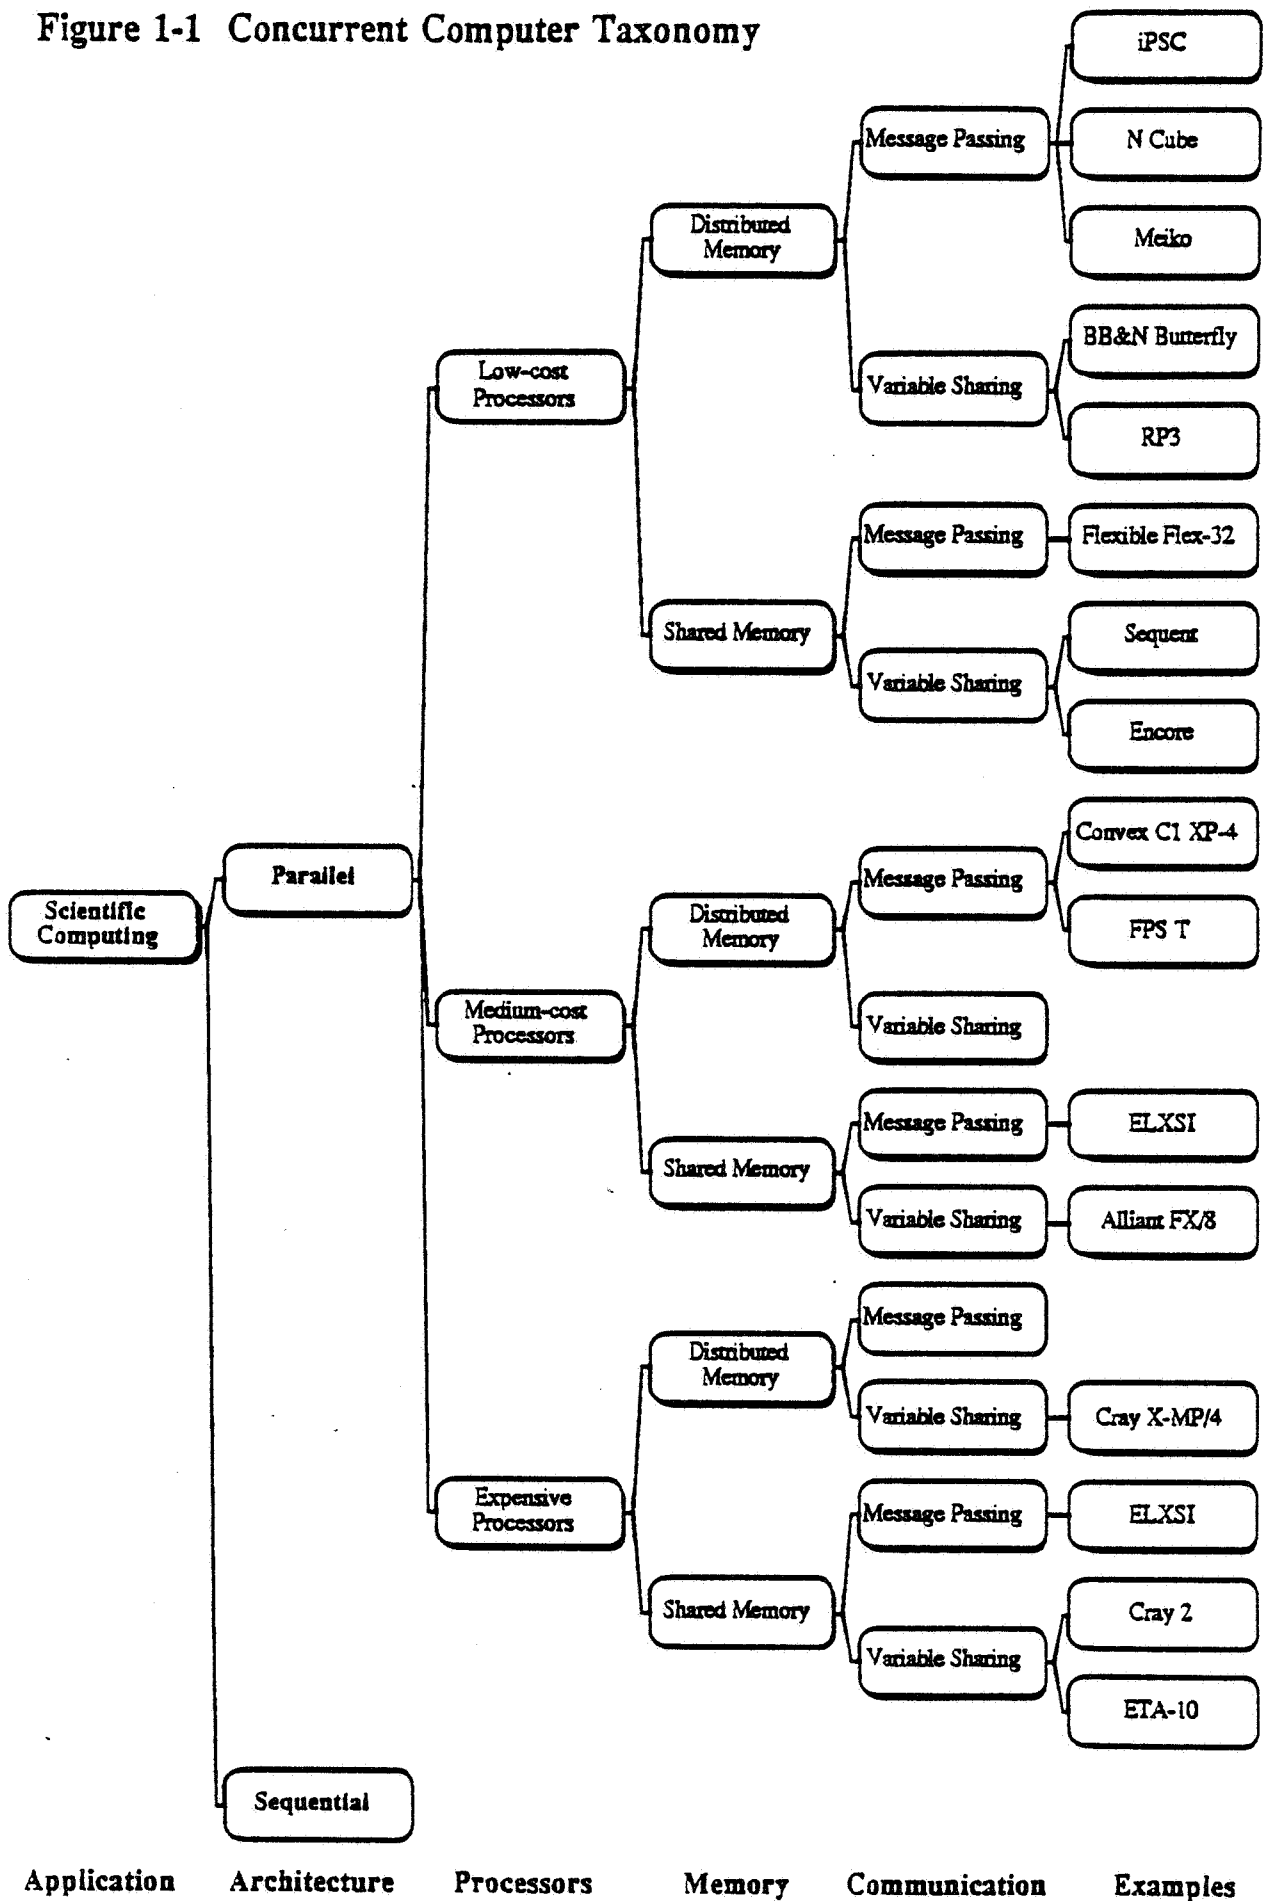 Figure 1-1 Concurrent Computer Taxonomy
iPSC
Message Passing
N Cube
Distributed
Memory
Meiko
BB&N Butterfly
Low-cost
Processors
Variable Sharing
RP3
Message Passing
Flexible Flex-32
Shared Memory
Sequent
Variable Sharing
Encore
Convex C1 XP-4
Parallel
Message Passing
Scientific
Computing
Distributed
Memory
FPS T
Medium-cost
Processors
Variable Sharing
Message Passing
ELXSI
Shared Memory
Variable Sharing
Alliant FX/8
Message Passing
Distributed
Memory
Variable Sharing
Cray X-MP/4
Expensive
Processors
Message Passing
ELXSI
Shared Memory
Cray 2
Variable Sharing
ETA-10
Sequential
Application Architecture Processors Memory Communication Examples